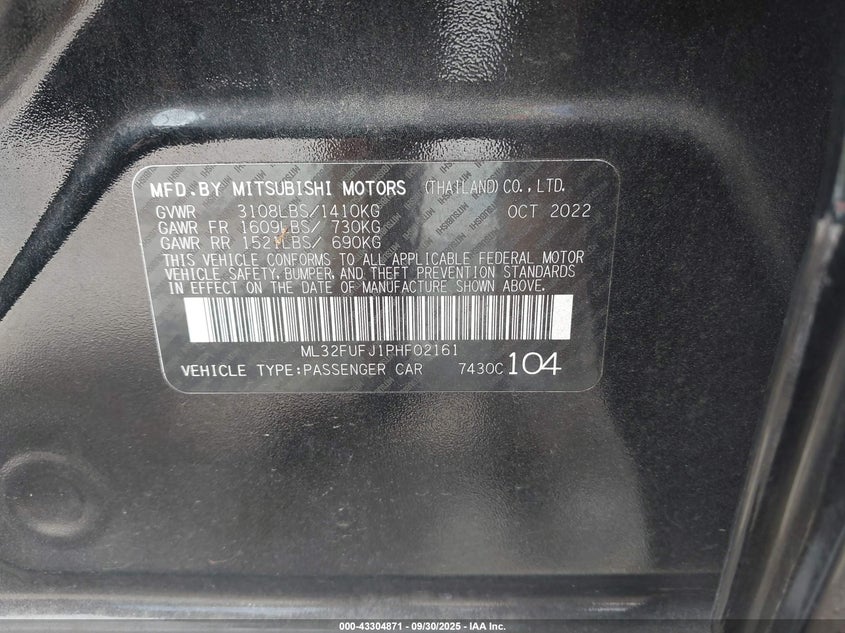 MFD.BY MITSUBISHI MOTORS (THAILAND)CO.,LTD.
GVWR 3108LBS/1410KG OCT 2022
GAWR FR 1609LBS/ 730KG
GAWR RR 1521LBS/ 690KG
THIS VEHICLE CONFORMS TO ALL APPLICABLE FEDERAL MOTOR
VEHICLE SAFETY, BUMPER, AND THEFT PREVENTION STANDARDS
IN EFFECT ON THE DATE OF MANUFACTURE SHOWN ABOVE.
ML32FUFJ1PHF02161
VEHICLE TYPE:PASSENGER CAR 7430C 104
000-43304871 - 09/30/2025 - IAA Inc.